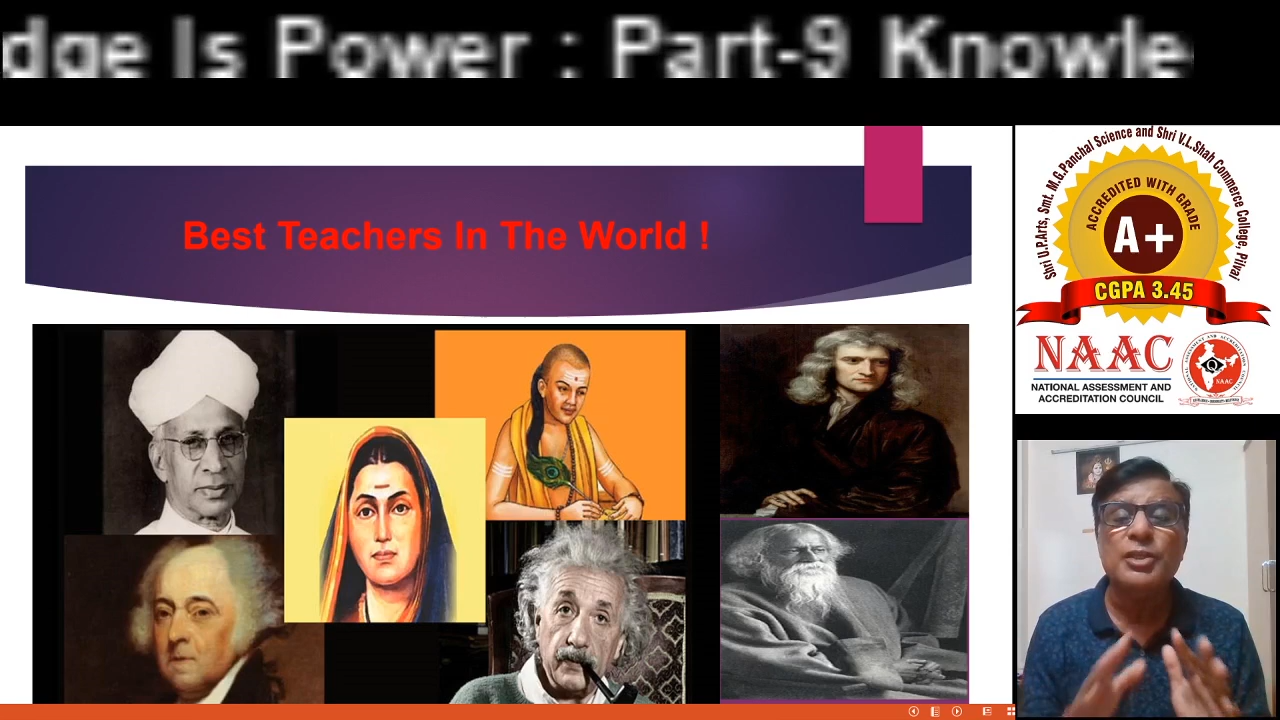 dge Is Power : Part-9 Knowle
Best Teachers In The World !
Shri U.P.Arts, Smt. M.G.Panchal Science and Shri V.L.Shah Commerce College, Pilvai
ACCREDITED WITH GRADE
A+
CGPA 3.45
NAAC
NATIONAL ASSESSMENT AND
ACCREDITATION COUNCIL
NAAC